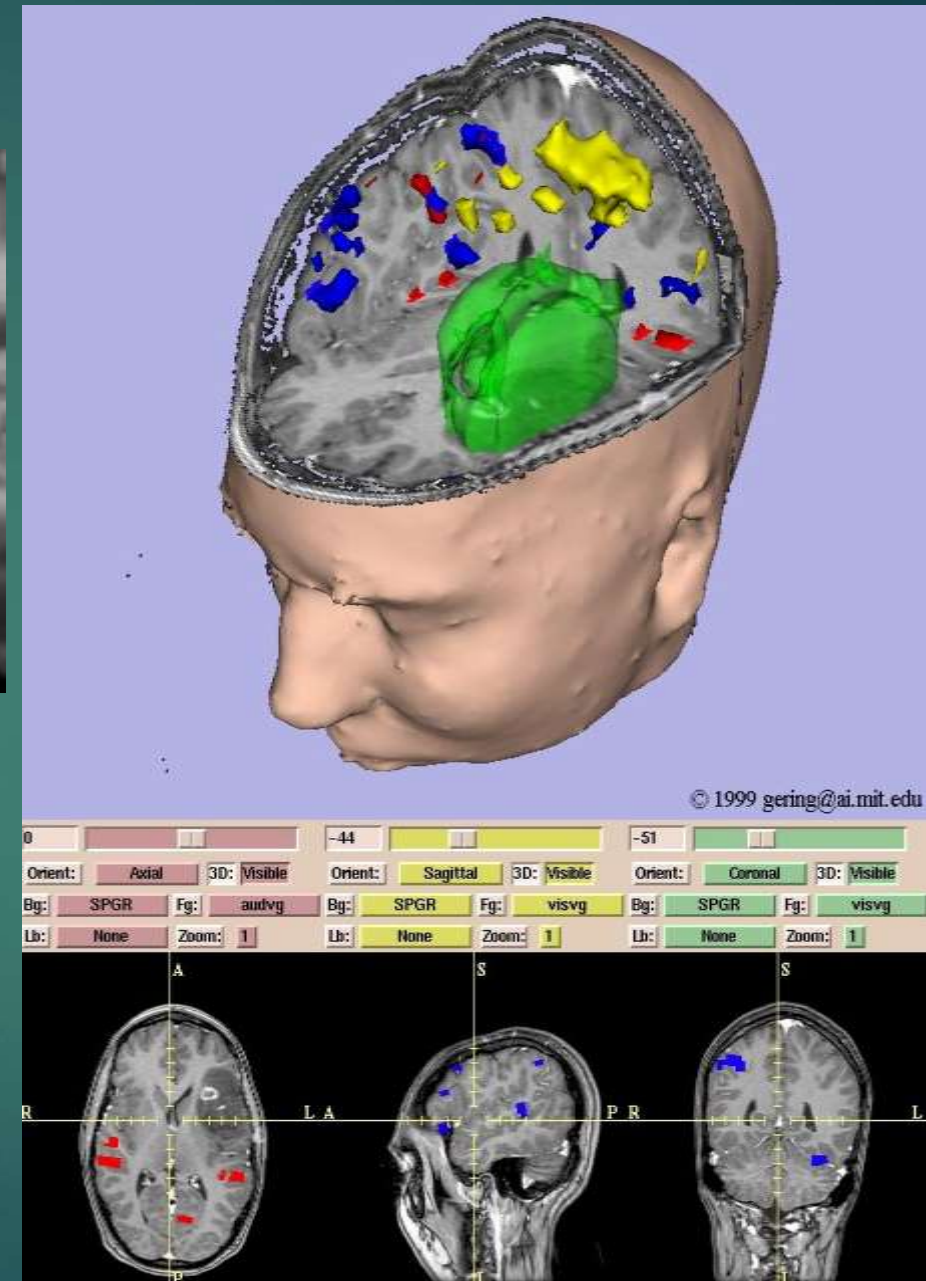 © 1999 gering@ai.mit.edu
0 -44 -51
Orient: Axial 3D: Visible Orient: Sagittal 3D: Visible Orient: Coronal 3D: Visible
Bg: SPGR Fg: audvg Bg: SPGR Fg: visvg Bg: SPGR Fg: visvg
Lb: None Zoom: 1 Lb: None Zoom: 1 Lb: None Zoom: 1
A S S
R L A P R L
P I I